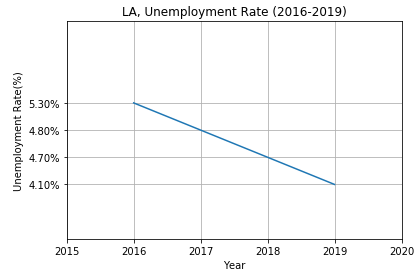 LA, Unemployment Rate (2016-2019)
Unemployment Rate(%)
5.30%
4.80%
4.70%
4.10%
2015 2016 2017 2018 2019 2020
Year